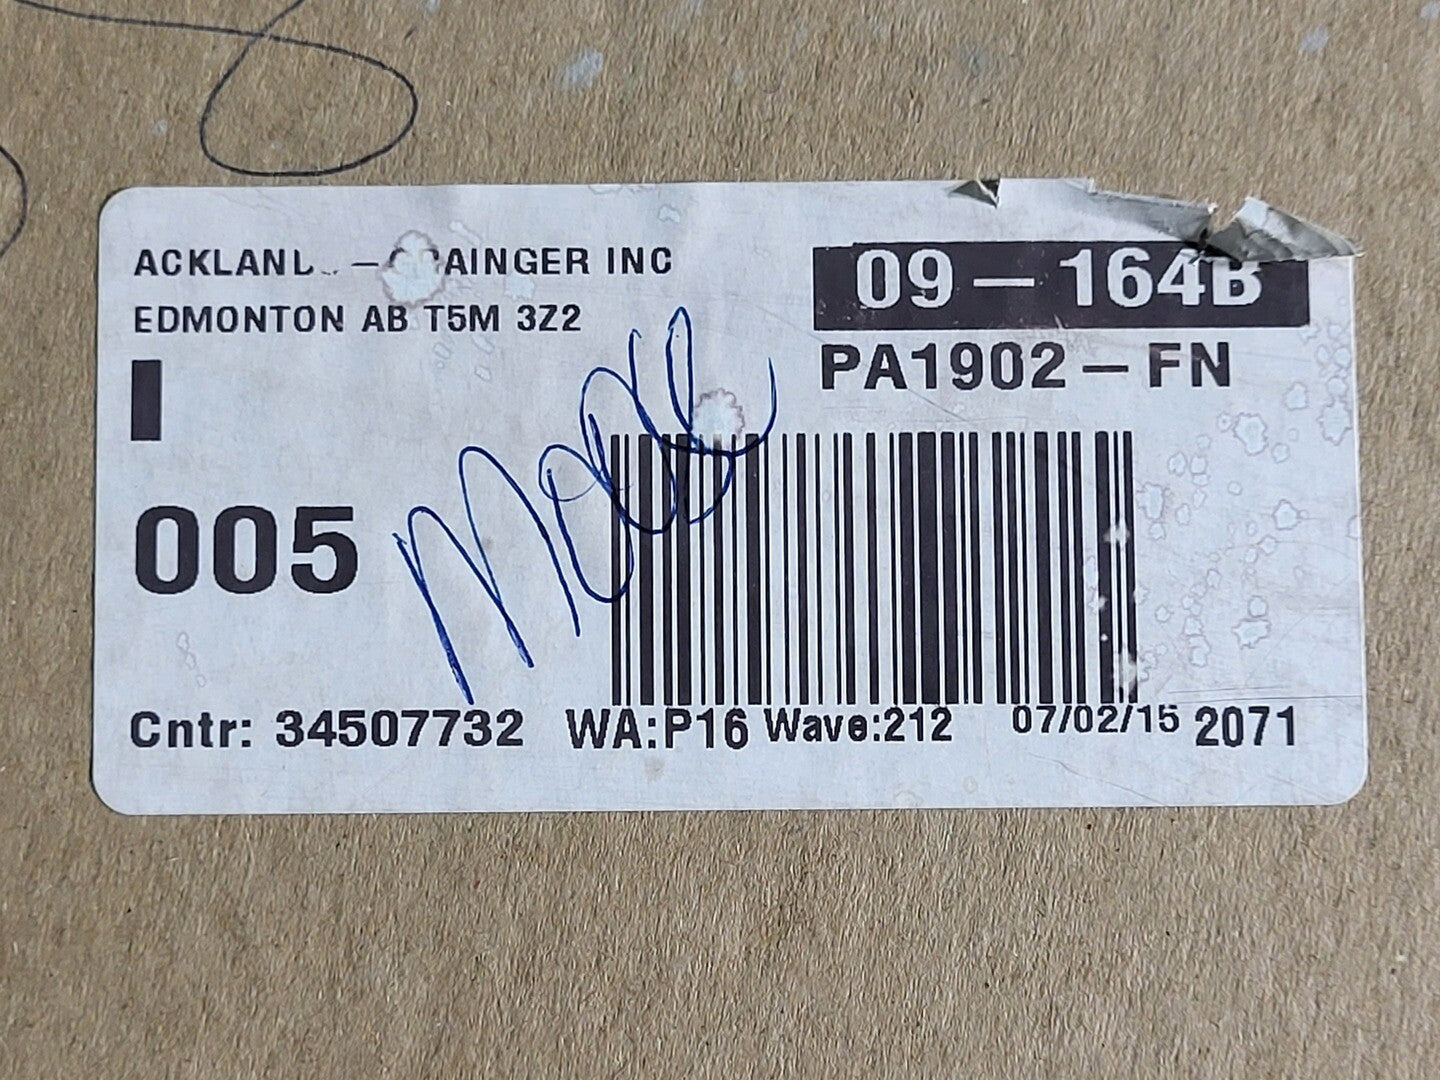 ACKLAND - GRAINGER INC
EDMONTON AB T5M 3Z2
09 - 164B
PA1902 - FN
005
Cntr: 34507732 WA:P16 Wave:212 07/02/15 2071